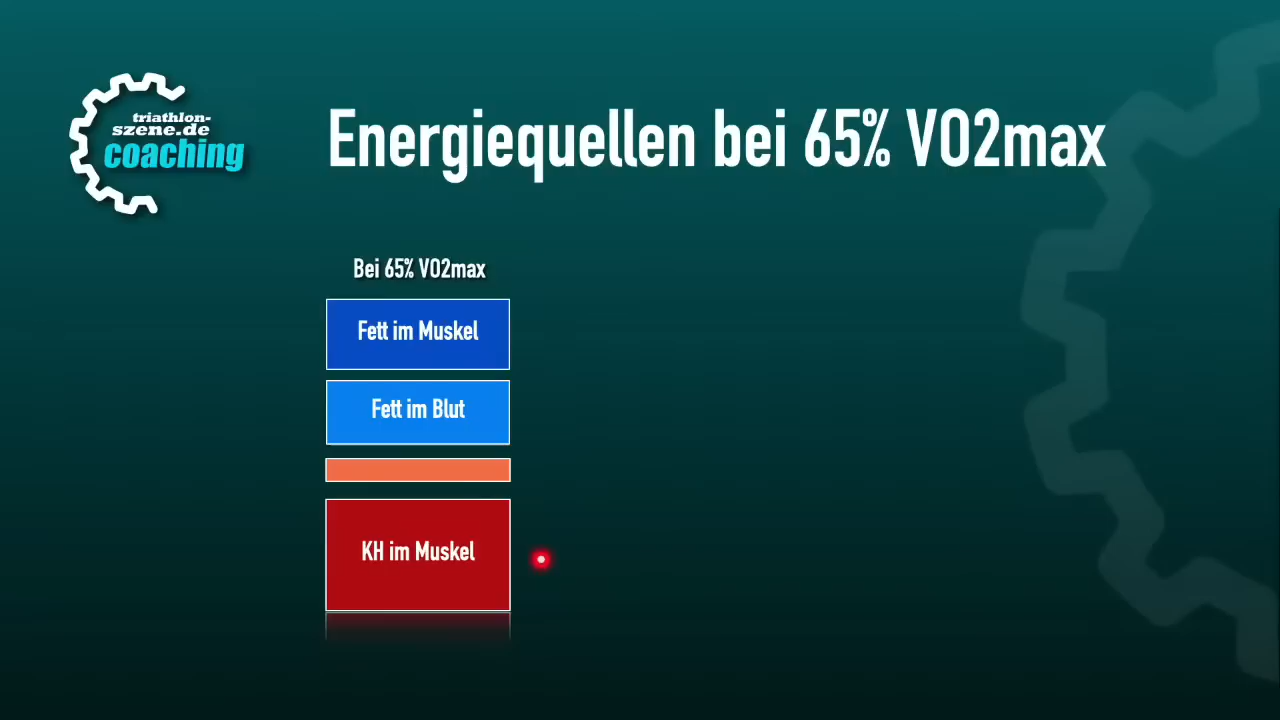 triathlon-
szene.de
coaching
Energiequellen bei 65% VO2max
Bei 65% VO2max
Fett im Muskel
Fett im Blut
KH im Muskel